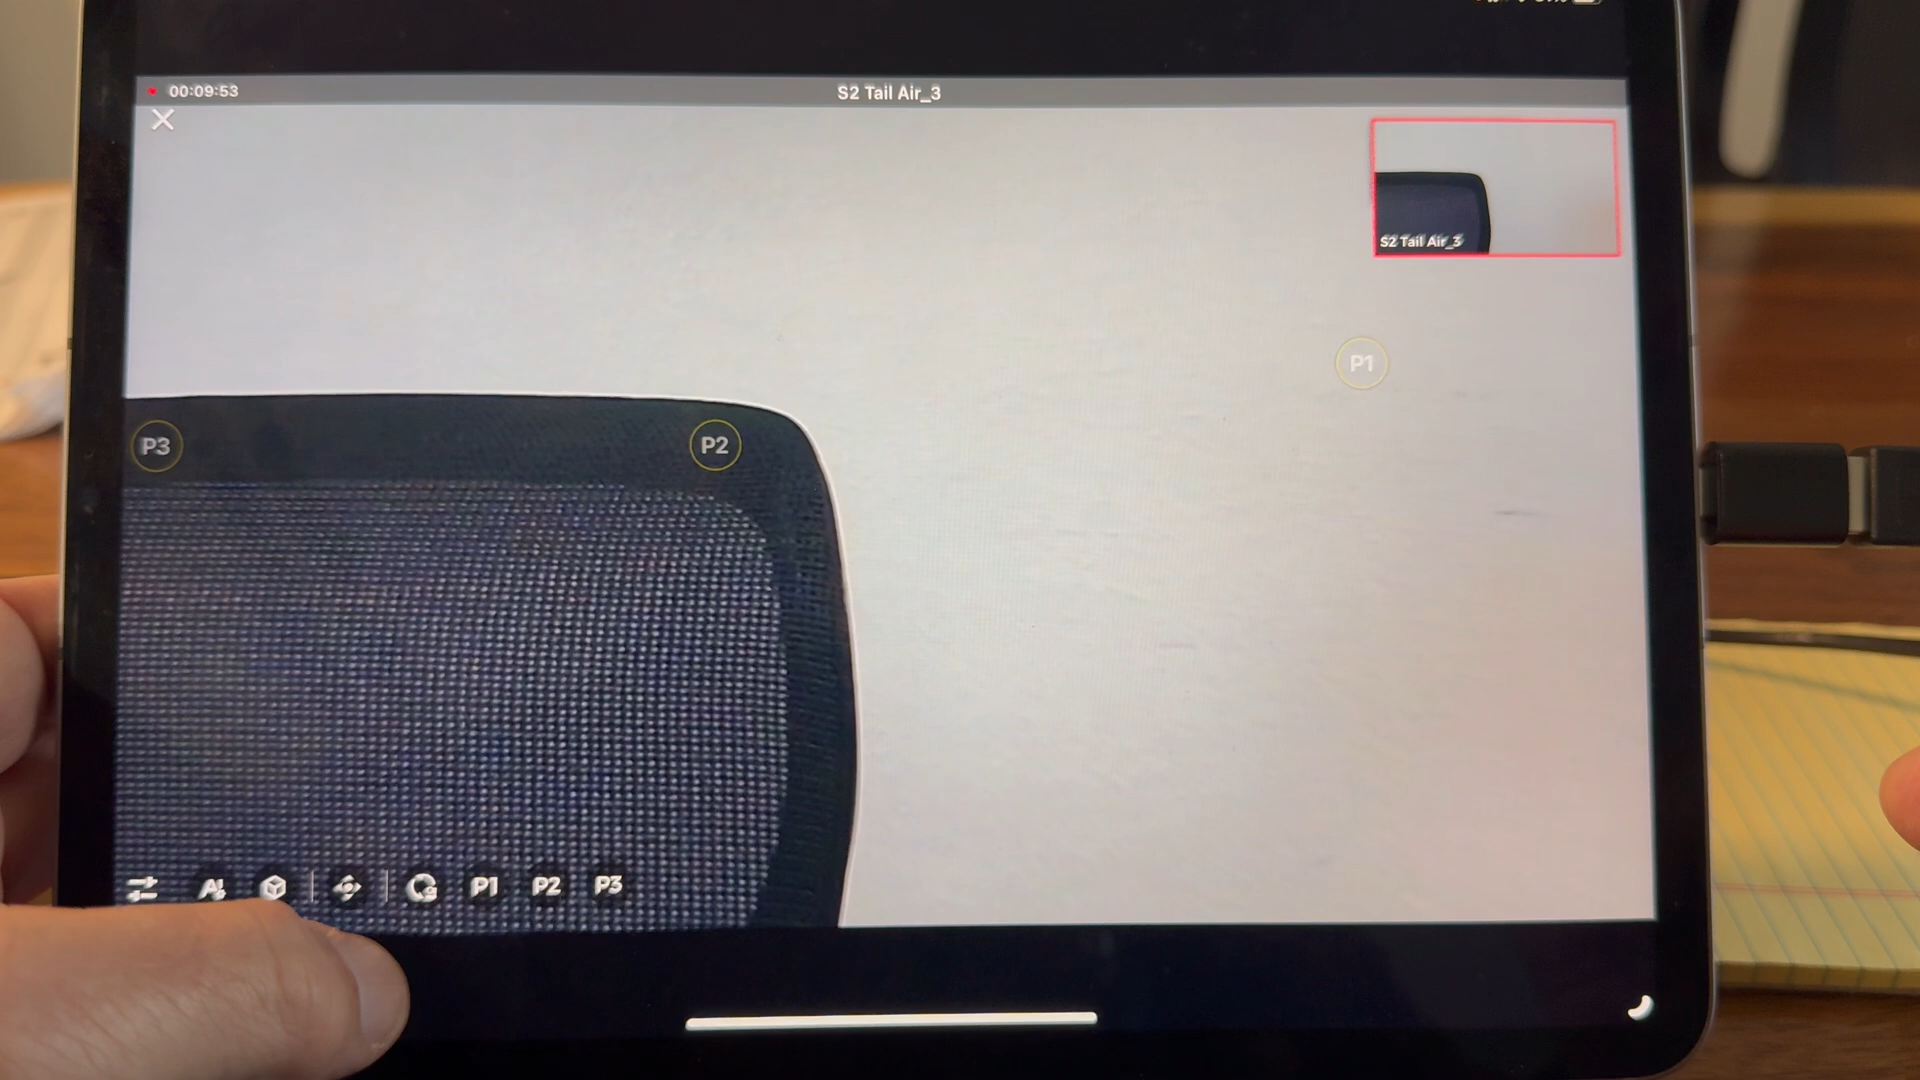 00:09:53
S2 Tail Air_3
S2 Tail Air_3
P1
P3
P2
P1 P2 P3